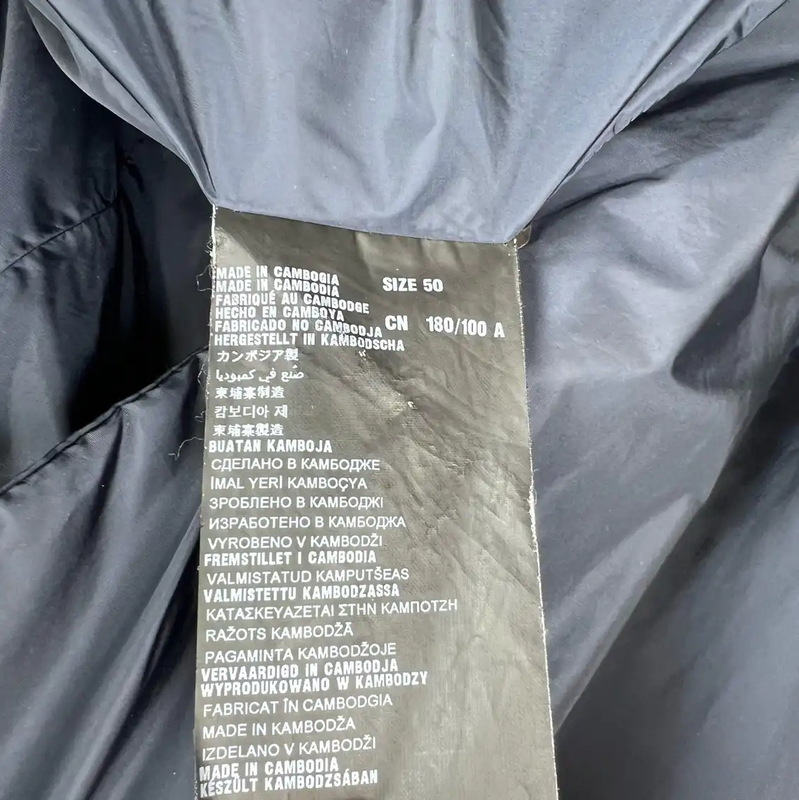 MADE IN CAMBOGIA
MADE IN CAMBODIA
FABRIQUÉ AU CAMBODGE
HECHO EN CAMBOYA
FABRICADO NO CAMBODJA
HERGESTELLT IN KAMBODSCHA
カンボジア製
صنع في كمبوديا
柬埔寨制造
캄보디아 제
柬埔寨製造
BUATAN KAMBOJA
СДЕЛАНО В КАМБОДЖЕ
İMAL YERİ KAMBOÇYA
ЗРОБЛЕНО В КАМБОДЖІ
ИЗРАБОТЕНО В КАМБОДЖА
VYROBENO V KAMBODŽI
FREMSTILLET I CAMBODIA
VALMISTATUD KAMPUTŠEAS
VALMISTETTU KAMBODZASSA
ΚΑΤΑΣΚΕΥΑΖΕΤΑΙ ΣΤΗΝ ΚΑΜΠΟΤΖΗ
RAŽOTS KAMBODŽĀ
PAGAMINTA KAMBODŽOJE
VERVAARDIGD IN CAMBODJA
WYPRODUKOWANO W KAMBODZY
FABRICAT ÎN CAMBODGIA
MADE IN KAMBODŽA
IZDELANO V KAMBODŽI
MADE IN CAMBODIA
KÉSZÜLT KAMBODZSÁBAN
SIZE 50
CN 180/100 A